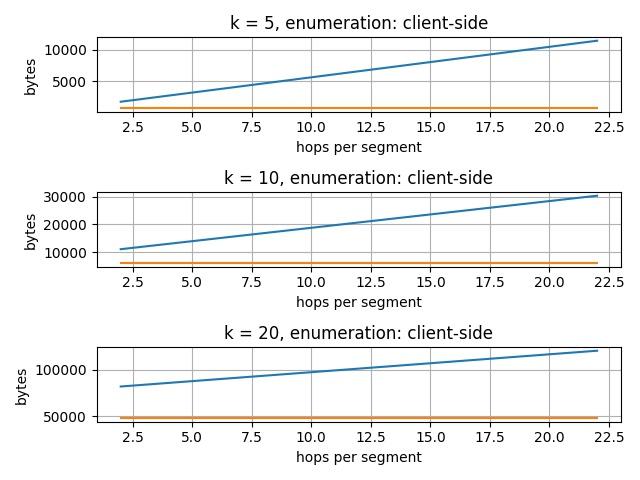 k = 5, enumeration: client-side
10000
5000
bytes
2.5 5.0 7.5 10.0 12.5 15.0 17.5 20.0 22.5
hops per segment
k = 10, enumeration: client-side
30000
20000
10000
bytes
2.5 5.0 7.5 10.0 12.5 15.0 17.5 20.0 22.5
hops per segment
k = 20, enumeration: client-side
100000
50000
bytes
2.5 5.0 7.5 10.0 12.5 15.0 17.5 20.0 22.5
hops per segment